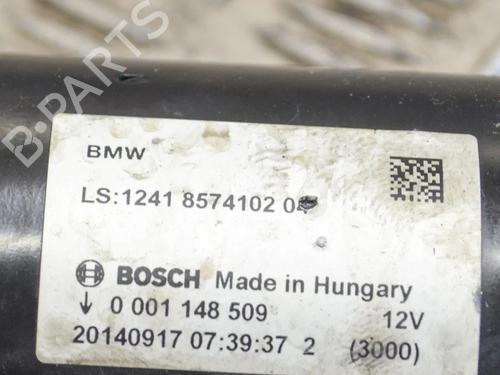 B-PARTS
BMW
LS:1241 8574102 04
BOSCH Made in Hungary
↓ 0 001 148 509 12V
20140917 07:39:37 2 (3000)